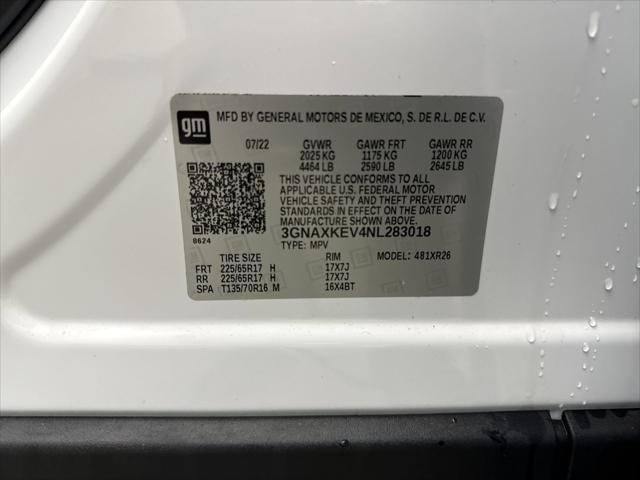 gm
MFD BY GENERAL MOTORS DE MEXICO, S. DE R.L. DE C.V.
07/22 GVWR GAWR FRT GAWR RR
2025 KG 1175 KG 1200 KG
4464 LB 2590 LB 2645 LB
THIS VEHICLE CONFORMS TO ALL
APPLICABLE U.S. FEDERAL MOTOR
VEHICLE SAFETY AND THEFT PREVENTION
STANDARDS IN EFFECT ON THE DATE OF
MANUFACTURE SHOWN ABOVE.
3GNAXKEV4NL283018
8624
TYPE: MPV
TIRE SIZE RIM MODEL: 481XR26
FRT 225/65R17 H 17X7J
RR 225/65R17 H 17X7J
SPA T135/70R16 M 16X4BT